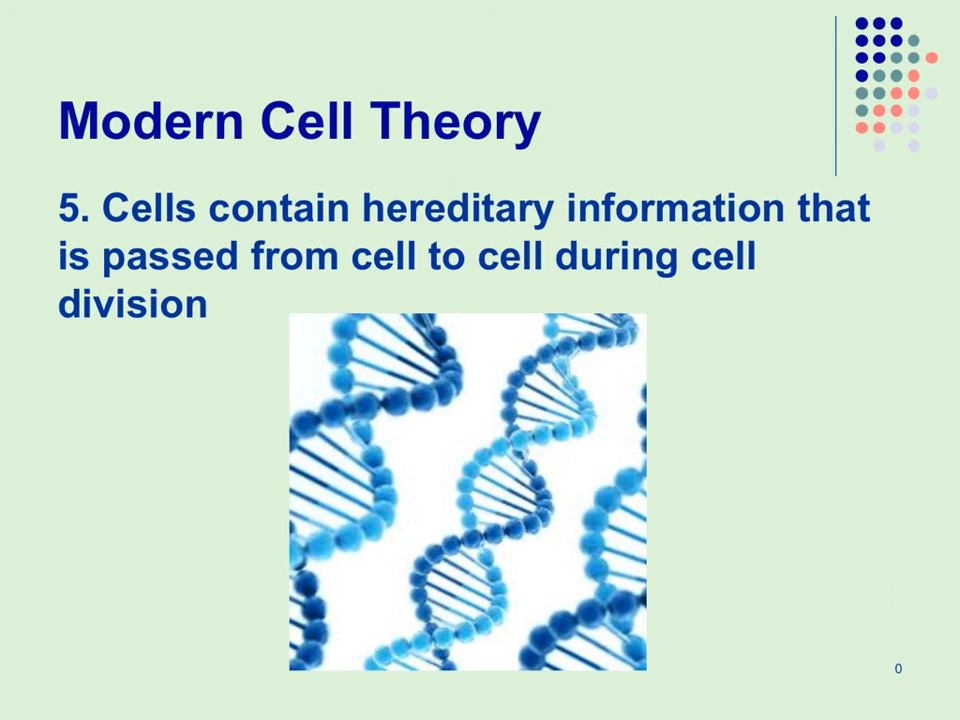 Modern Cell Theory
5. Cells contain hereditary information that
is passed from cell to cell during cell
division
0